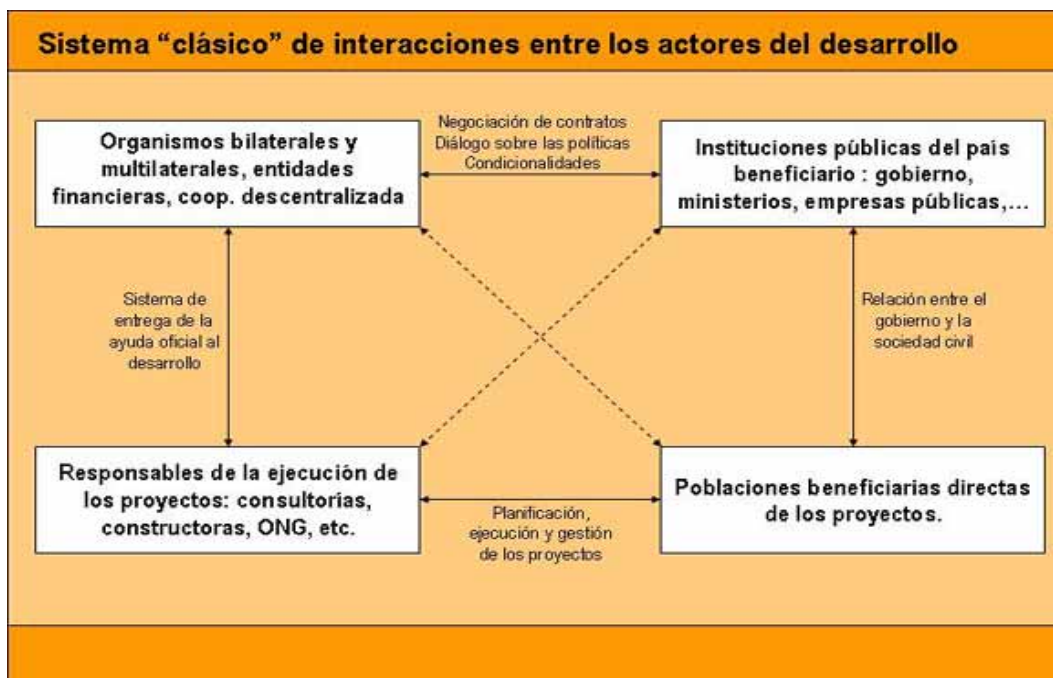 Sistema “clásico” de interacciones entre los actores del desarrollo
Organismos bilaterales y
multilaterales, entidades
financieras, coop. descentralizada
Negociación de contratos
Diálogo sobre las políticas
Condicionalidades
Instituciones públicas del país
beneficiario : gobierno,
ministerios, empresas públicas,...
Sistema de
entrega de la
ayuda oficial al
desarrollo
Relación entre el
gobierno y la
sociedad civil
Responsables de la ejecución de
los proyectos: consultorías,
constructoras, ONG, etc.
Planificación,
ejecución y gestión
de los proyectos
Poblaciones beneficiarias directas
de los proyectos.